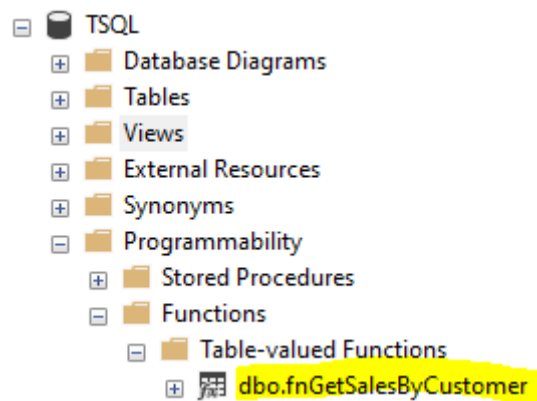 TSQL
Database Diagrams
Tables
Views
External Resources
Synonyms
Programmability
Stored Procedures
Functions
Table-valued Functions
dbo.fnGetSalesByCustomer